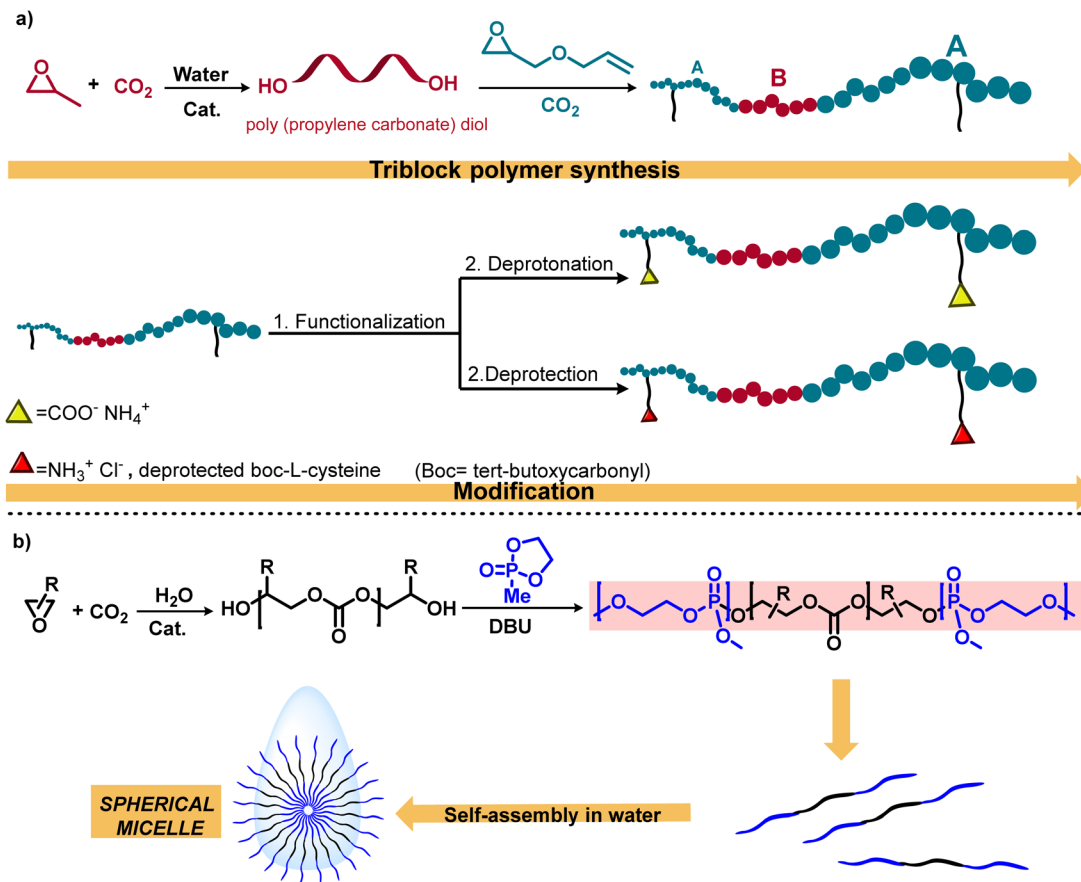 a)
O
+ CO₂
Water
Cat.
HO
OH
poly (propylene carbonate) diol
O
O
CO₂
A
B
A
Triblock polymer synthesis
1. Functionalization
2. Deprotonation
2.Deprotection
=COO⁻ NH₄⁺
=NH₃⁺ Cl⁻, deprotected boc-L-cysteine (Boc= tert-butoxycarbonyl)
Modification
b)
R
O
+ CO₂
H₂O
Cat.
R
HO
O
O
O
R
OH
O
O=P
O
Me
DBU
O
O
O
P
O
O
R
O
O
O
R
O
O
P
O
O
O
SPHERICAL
MICELLE
Self-assembly in water